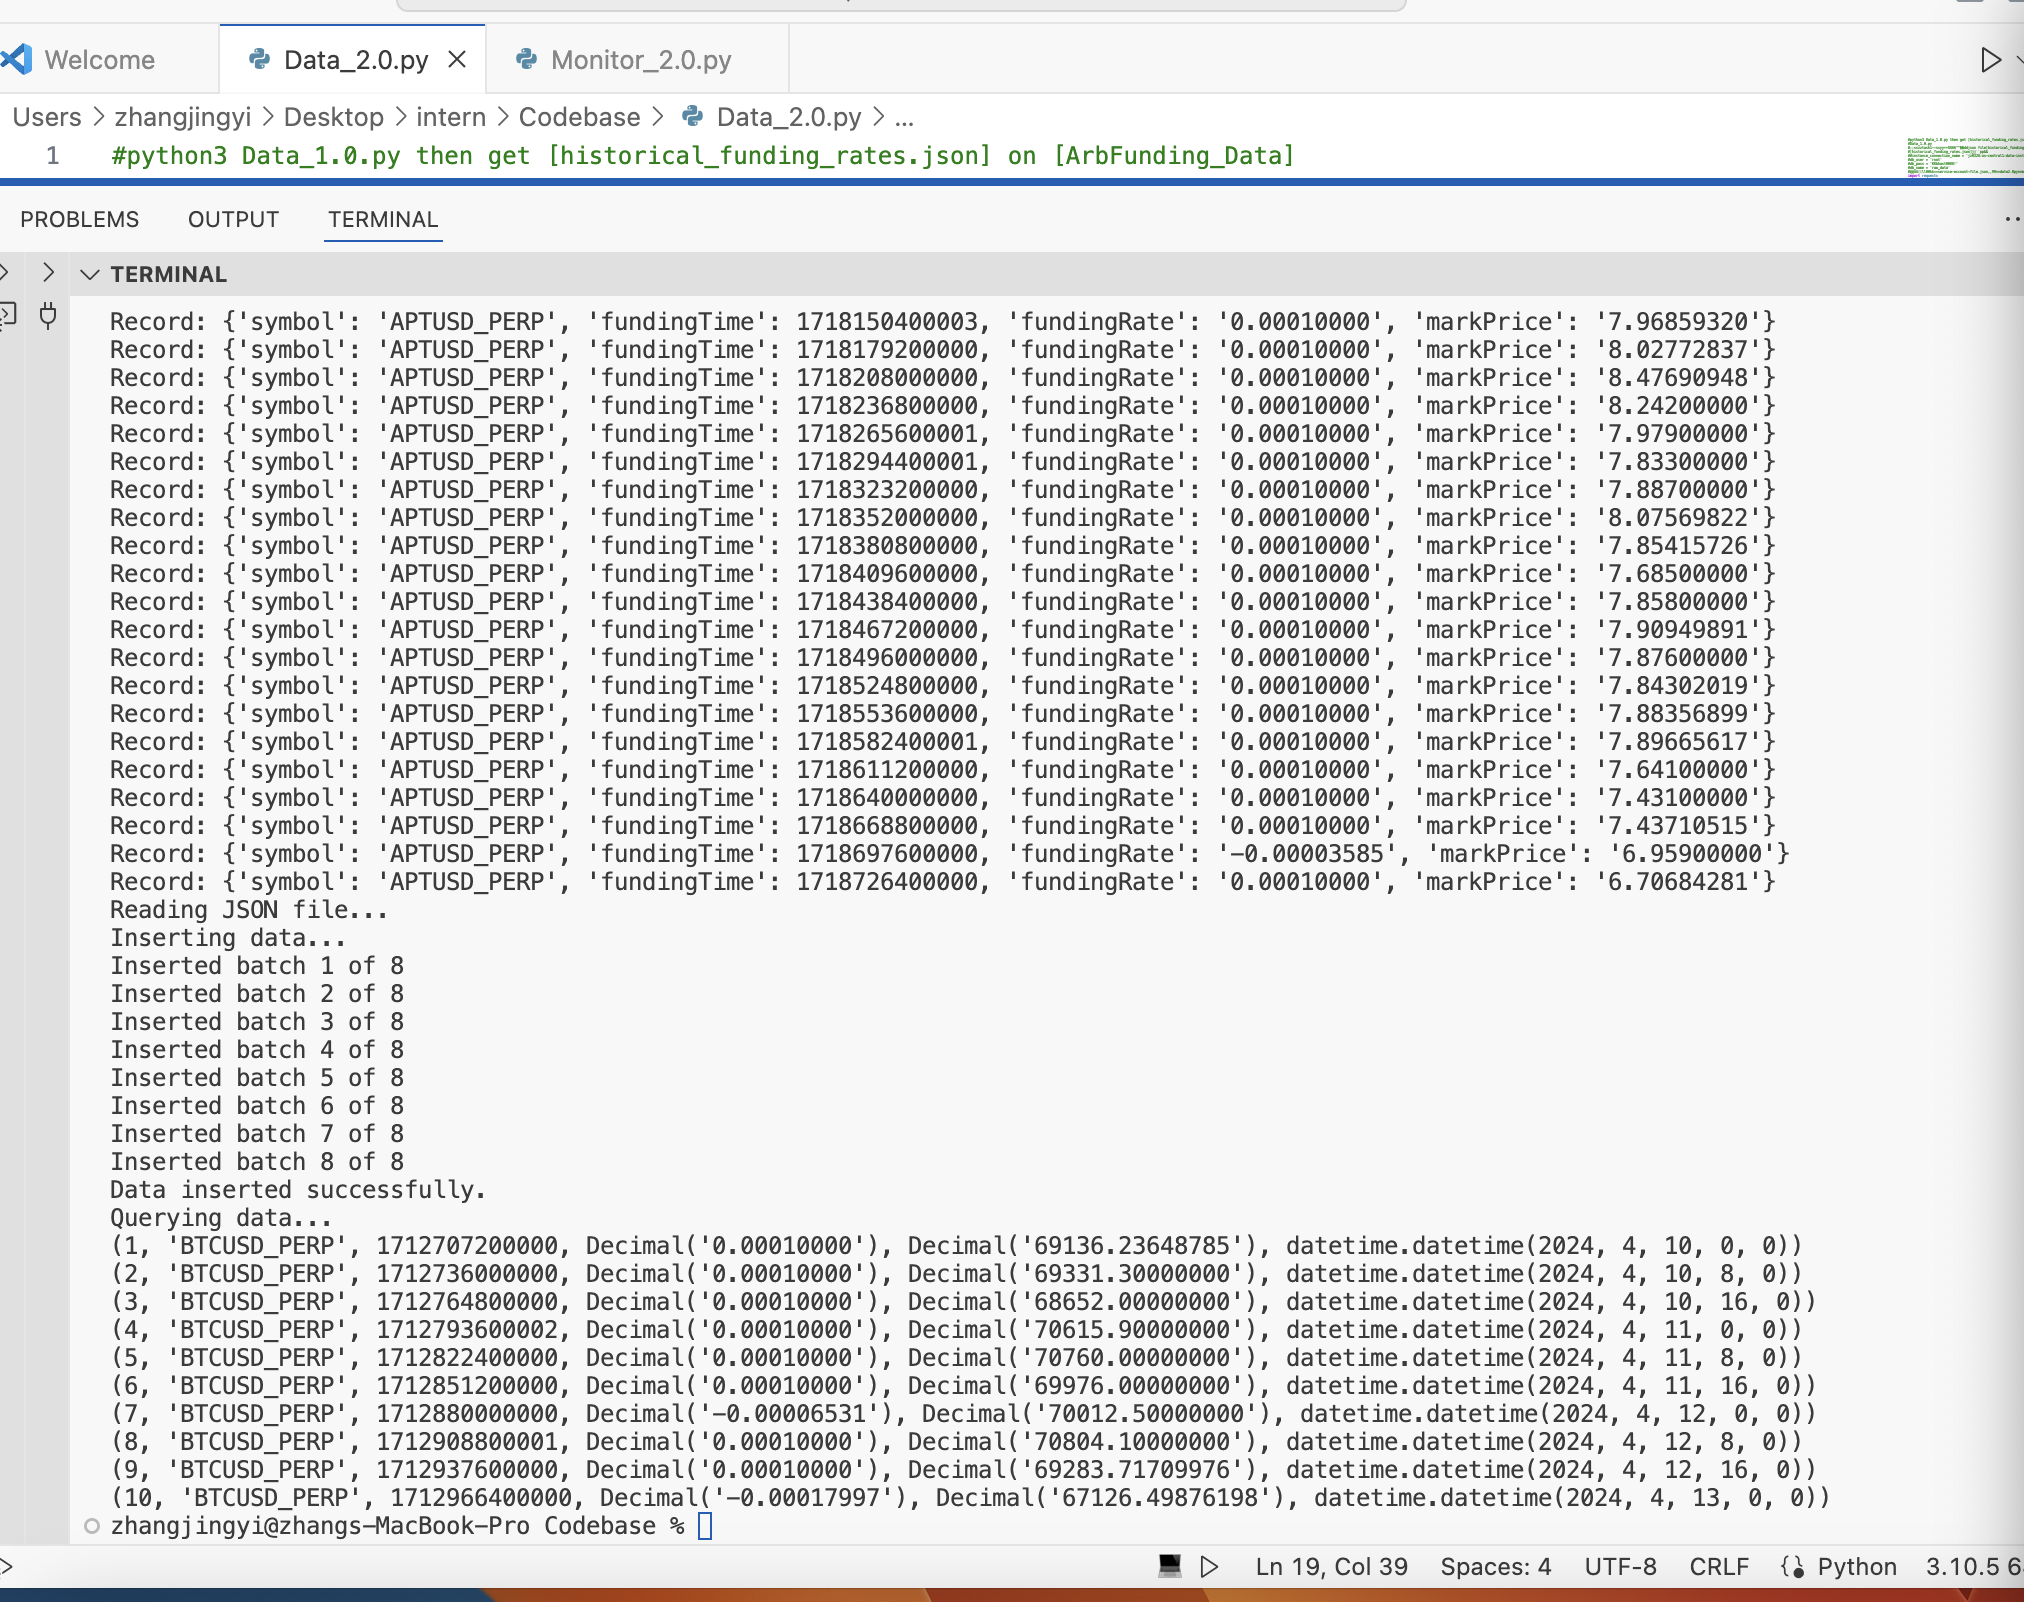 Welcome
Data_2.0.py
Monitor_2.0.py
Users > zhangjingyi > Desktop > intern > Codebase > Data_2.0.py > ...
1 #python3 Data_1.0.py then get [historical_funding_rates.json] on [ArbFunding_Data]
PROBLEMS OUTPUT TERMINAL
TERMINAL
Record: {'symbol': 'APTUSD_PERP', 'fundingTime': 1718150400003, 'fundingRate': '0.00010000', 'markPrice': '7.96859320'}
Record: {'symbol': 'APTUSD_PERP', 'fundingTime': 1718179200000, 'fundingRate': '0.00010000', 'markPrice': '8.02772837'}
Record: {'symbol': 'APTUSD_PERP', 'fundingTime': 1718208000000, 'fundingRate': '0.00010000', 'markPrice': '8.47690948'}
Record: {'symbol': 'APTUSD_PERP', 'fundingTime': 1718236800000, 'fundingRate': '0.00010000', 'markPrice': '8.24200000'}
Record: {'symbol': 'APTUSD_PERP', 'fundingTime': 1718265600001, 'fundingRate': '0.00010000', 'markPrice': '7.97900000'}
Record: {'symbol': 'APTUSD_PERP', 'fundingTime': 1718294400001, 'fundingRate': '0.00010000', 'markPrice': '7.83300000'}
Record: {'symbol': 'APTUSD_PERP', 'fundingTime': 1718323200000, 'fundingRate': '0.00010000', 'markPrice': '7.88700000'}
Record: {'symbol': 'APTUSD_PERP', 'fundingTime': 1718352000000, 'fundingRate': '0.00010000', 'markPrice': '8.07569822'}
Record: {'symbol': 'APTUSD_PERP', 'fundingTime': 1718380800000, 'fundingRate': '0.00010000', 'markPrice': '7.85415726'}
Record: {'symbol': 'APTUSD_PERP', 'fundingTime': 1718409600000, 'fundingRate': '0.00010000', 'markPrice': '7.68500000'}
Record: {'symbol': 'APTUSD_PERP', 'fundingTime': 1718438400000, 'fundingRate': '0.00010000', 'markPrice': '7.85800000'}
Record: {'symbol': 'APTUSD_PERP', 'fundingTime': 1718467200000, 'fundingRate': '0.00010000', 'markPrice': '7.90949891'}
Record: {'symbol': 'APTUSD_PERP', 'fundingTime': 1718496000000, 'fundingRate': '0.00010000', 'markPrice': '7.87600000'}
Record: {'symbol': 'APTUSD_PERP', 'fundingTime': 1718524800000, 'fundingRate': '0.00010000', 'markPrice': '7.84302019'}
Record: {'symbol': 'APTUSD_PERP', 'fundingTime': 1718553600000, 'fundingRate': '0.00010000', 'markPrice': '7.88356899'}
Record: {'symbol': 'APTUSD_PERP', 'fundingTime': 1718582400001, 'fundingRate': '0.00010000', 'markPrice': '7.89665617'}
Record: {'symbol': 'APTUSD_PERP', 'fundingTime': 1718611200000, 'fundingRate': '0.00010000', 'markPrice': '7.64100000'}
Record: {'symbol': 'APTUSD_PERP', 'fundingTime': 1718640000000, 'fundingRate': '0.00010000', 'markPrice': '7.43100000'}
Record: {'symbol': 'APTUSD_PERP', 'fundingTime': 1718668800000, 'fundingRate': '0.00010000', 'markPrice': '7.43710515'}
Record: {'symbol': 'APTUSD_PERP', 'fundingTime': 1718697600000, 'fundingRate': '-0.00003585', 'markPrice': '6.95900000'}
Record: {'symbol': 'APTUSD_PERP', 'fundingTime': 1718726400000, 'fundingRate': '0.00010000', 'markPrice': '6.70684281'}
Reading JSON file...
Inserting data...
Inserted batch 1 of 8
Inserted batch 2 of 8
Inserted batch 3 of 8
Inserted batch 4 of 8
Inserted batch 5 of 8
Inserted batch 6 of 8
Inserted batch 7 of 8
Inserted batch 8 of 8
Data inserted successfully.
Querying data...
(1, 'BTCUSD_PERP', 1712707200000, Decimal('0.00010000'), Decimal('69136.23648785'), datetime.datetime(2024, 4, 10, 0, 0))
(2, 'BTCUSD_PERP', 1712736000000, Decimal('0.00010000'), Decimal('69331.30000000'), datetime.datetime(2024, 4, 10, 8, 0))
(3, 'BTCUSD_PERP', 1712764800000, Decimal('0.00010000'), Decimal('68652.00000000'), datetime.datetime(2024, 4, 10, 16, 0))
(4, 'BTCUSD_PERP', 1712793600002, Decimal('0.00010000'), Decimal('70615.90000000'), datetime.datetime(2024, 4, 11, 0, 0))
(5, 'BTCUSD_PERP', 1712822400000, Decimal('0.00010000'), Decimal('70760.00000000'), datetime.datetime(2024, 4, 11, 8, 0))
(6, 'BTCUSD_PERP', 1712851200000, Decimal('0.00010000'), Decimal('69976.00000000'), datetime.datetime(2024, 4, 11, 16, 0))
(7, 'BTCUSD_PERP', 1712880000000, Decimal('-0.00006531'), Decimal('70012.50000000'), datetime.datetime(2024, 4, 12, 0, 0))
(8, 'BTCUSD_PERP', 1712908800001, Decimal('0.00010000'), Decimal('70804.10000000'), datetime.datetime(2024, 4, 12, 8, 0))
(9, 'BTCUSD_PERP', 1712937600000, Decimal('0.00010000'), Decimal('69283.71709976'), datetime.datetime(2024, 4, 12, 16, 0))
(10, 'BTCUSD_PERP', 1712966400000, Decimal('-0.00017997'), Decimal('67126.49876198'), datetime.datetime(2024, 4, 13, 0, 0))
zhangjingyi@zhangs-MacBook-Pro Codebase %
Ln 19, Col 39 Spaces: 4 UTF-8 CRLF Python 3.10.5